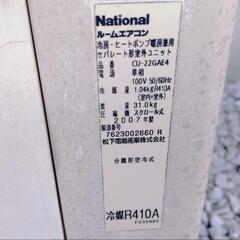 National
ルームエアコン
冷房・ヒートポンプ暖房兼用
セパレート形室外ユニット
品番 CU-22GAE4
電源 単相
100V 50/60Hz
冷媒量 1.04kg R410A
(室内+室外)
質量 31.0kg
圧縮機 スクロール式
2007年製
製造番号 7623002660 R
松下電器産業株式会社
分離形空冷式
冷媒R410A